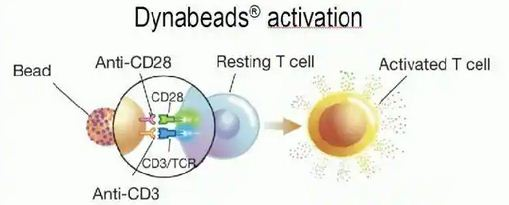 Dynabeads® activation
Bead
Anti-CD28
Resting T cell
Activated T cell
CD28
CD3/TCR
Anti-CD3